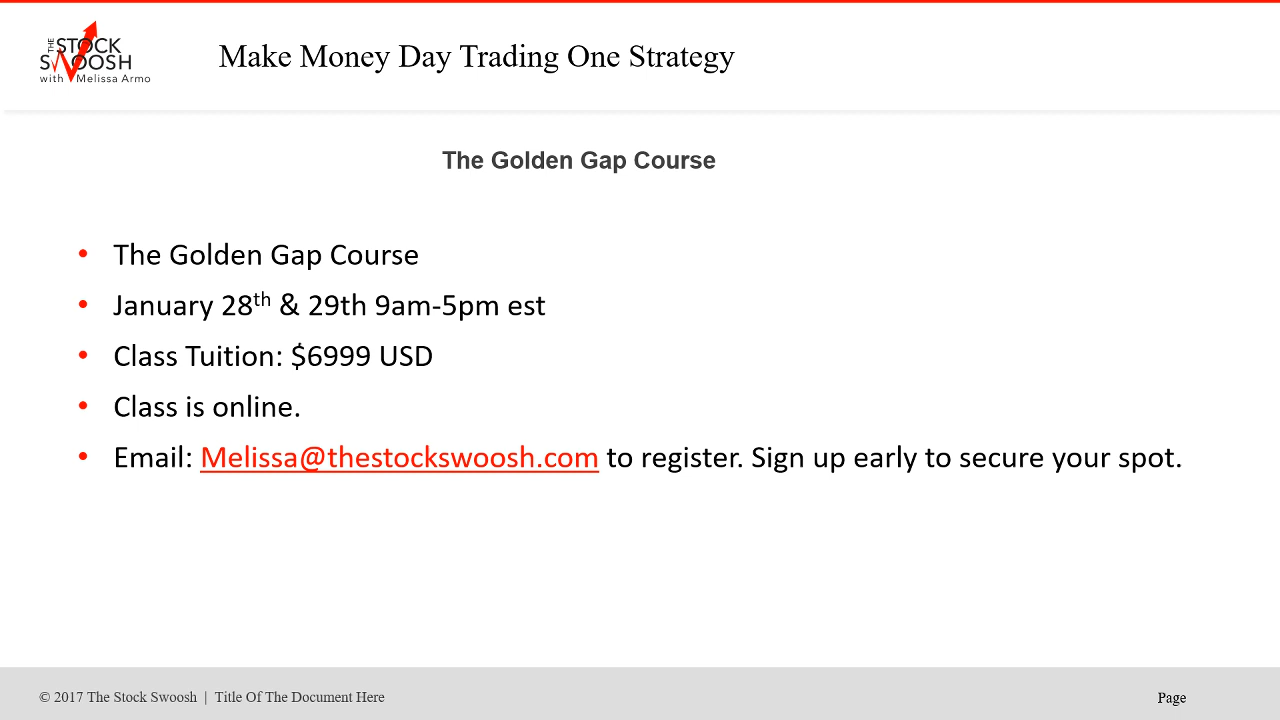 THE STOCK
SWOOSH
with Melissa Armo
Make Money Day Trading One Strategy
The Golden Gap Course
• The Golden Gap Course
• January 28th & 29th 9am-5pm est
• Class Tuition: $6999 USD
• Class is online.
• Email: Melissa@thestockswoosh.com to register. Sign up early to secure your spot.
© 2017 The Stock Swoosh | Title Of The Document Here
Page